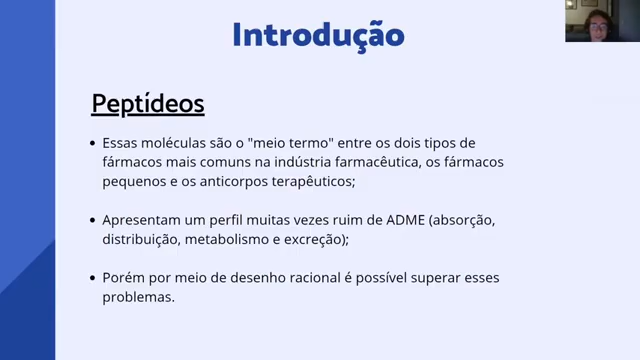 Introdução
Peptídeos
• Essas moléculas são o "meio termo" entre os dois tipos de
fármacos mais comuns na indústria farmacêutica, os fármacos
pequenos e os anticorpos terapêuticos;
• Apresentam um perfil muitas vezes ruim de ADME (absorção,
distribuição, metabolismo e excreção);
• Porém por meio de desenho racional é possível superar esses
problemas.